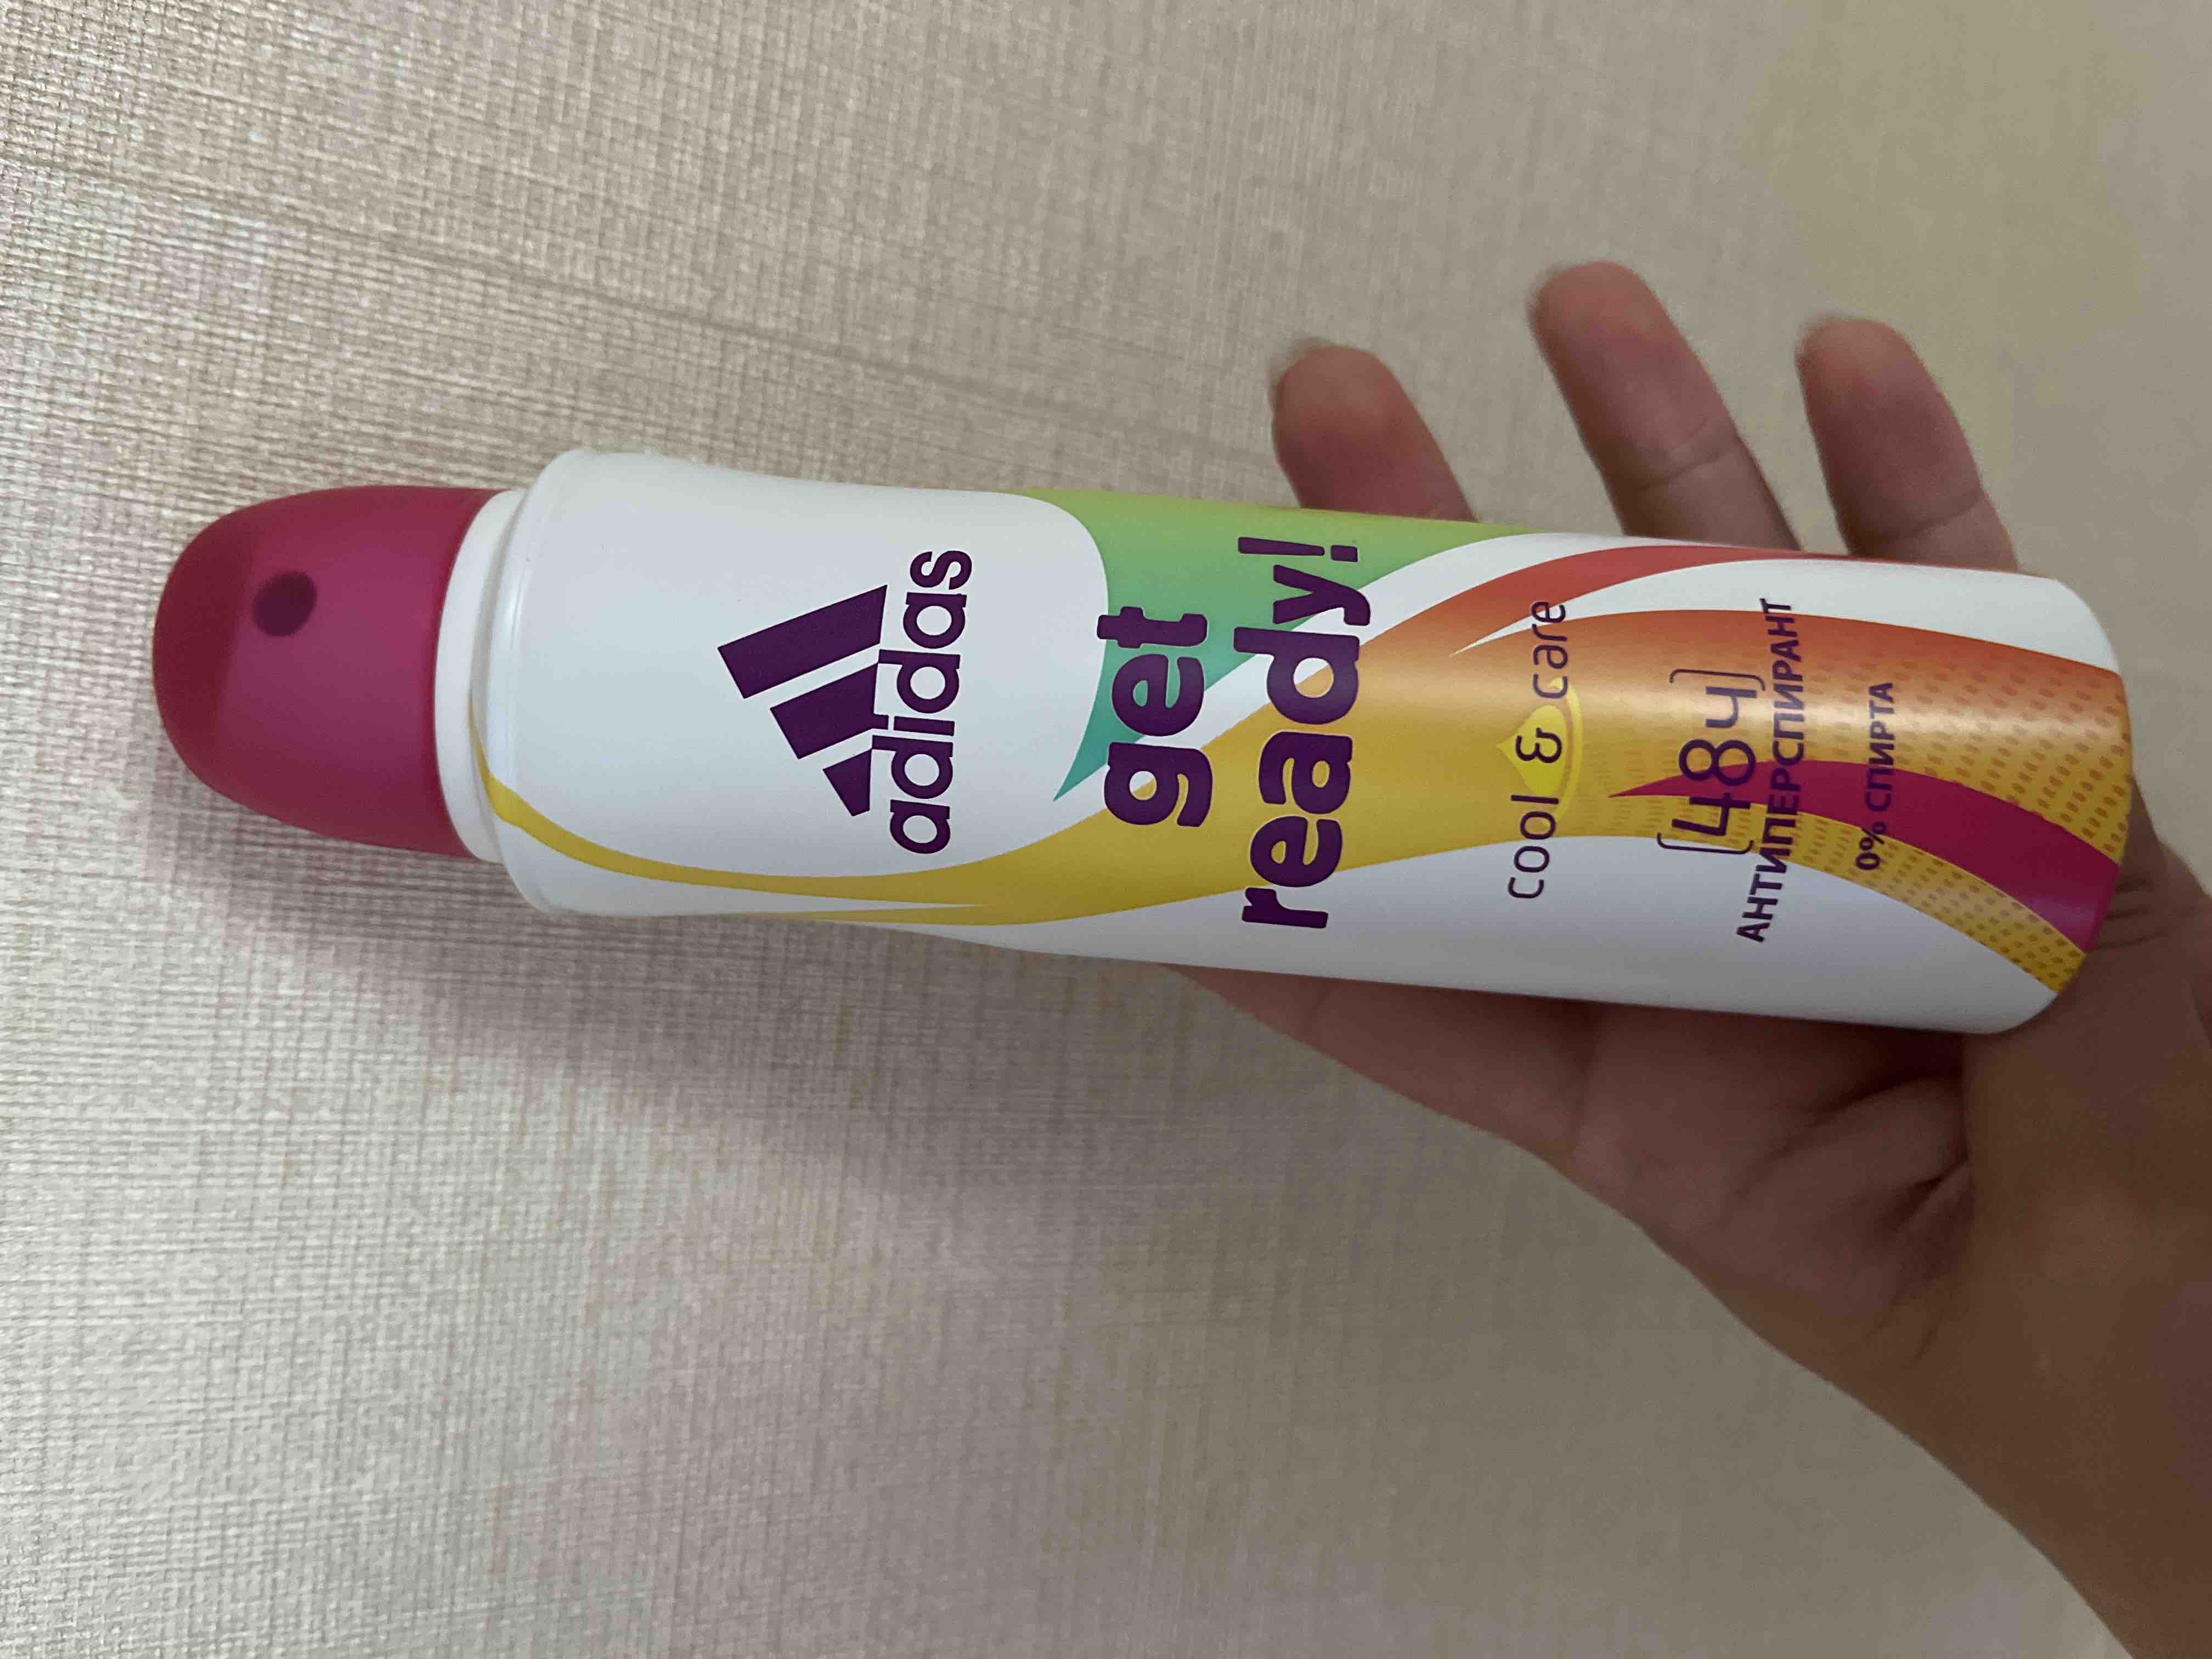 adidas
get
ready!
cool & care
48ч
АНТИПЕРСПИРАНТ
0% СПИРТА